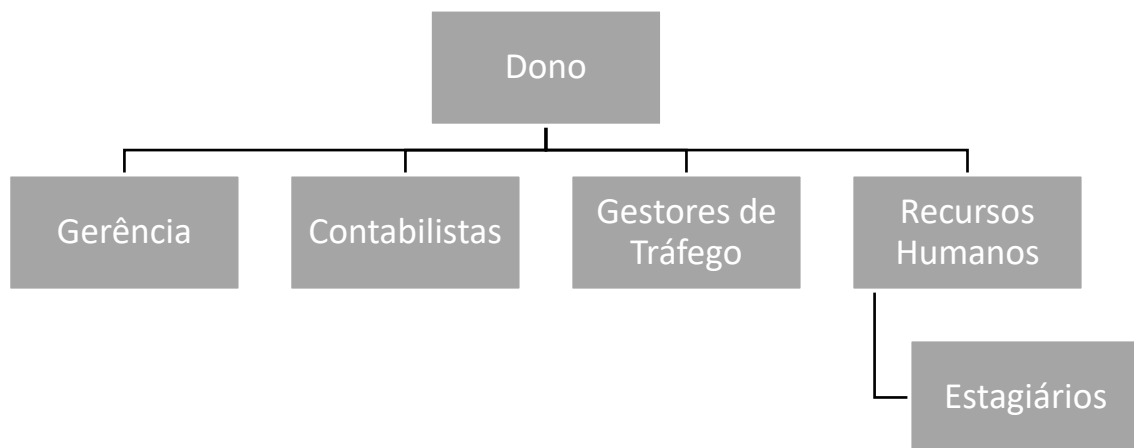 Dono
Gerência
Contabilistas
Gestores de
Tráfego
Recursos
Humanos
Estagiários